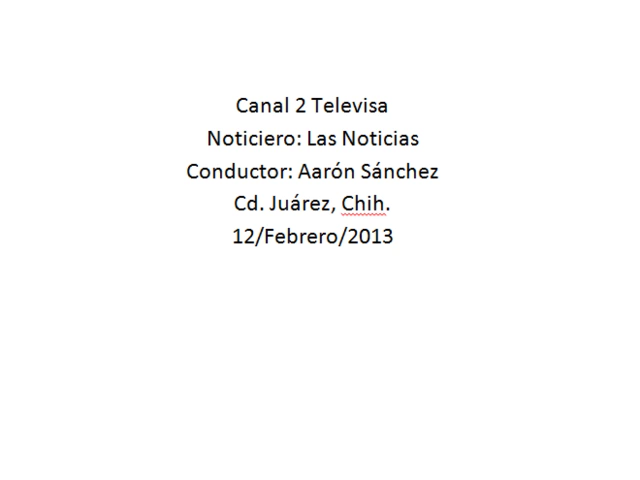 Canal 2 Televisa
Noticiero: Las Noticias
Conductor: Aarón Sánchez
Cd. Juárez, Chih.
12/Febrero/2013